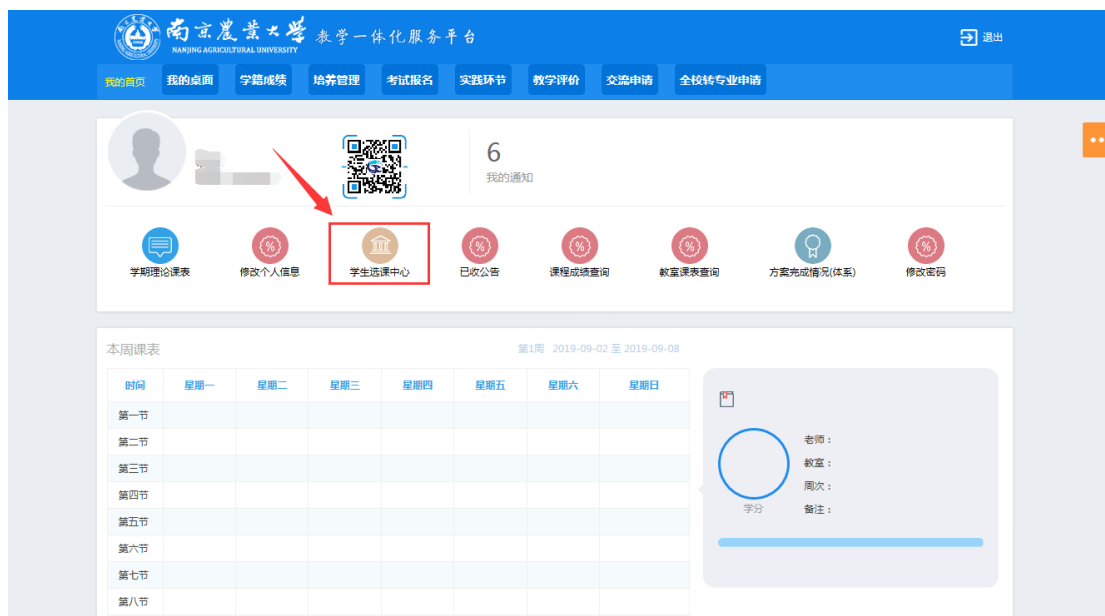 南京農業大學 教学一体化服务平台
NANJING AGRICULTURAL UNIVERSITY
退出
我的首页 我的桌面 学籍成绩 培养管理 考试报名 实践环节 教学评价 交流申请 全校转专业申请
6
我的通知
学期理论课表 修改个人信息 学生选课中心 已收公告 课程成绩查询 教室课表查询 方案完成情况(体系) 修改密码
本周课表 第1周 2019-09-02 至 2019-09-08
时间 星期一 星期二 星期三 星期四 星期五 星期六 星期日
第一节
第二节
第三节
第四节
第五节
第六节
第七节
第八节
老师：
教室：
周次：
学分 备注：